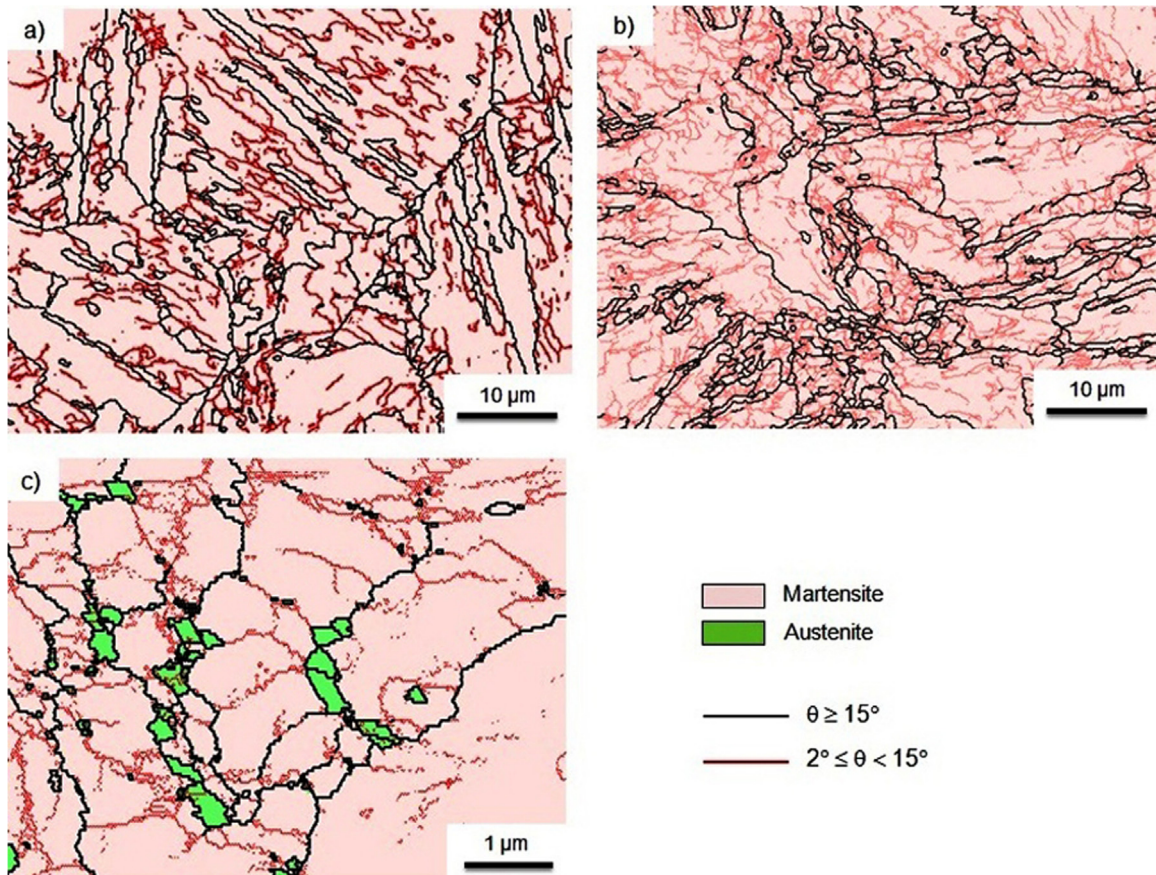 a)
b)
10 µm
10 µm
c)
Martensite
Austenite
θ ≥ 15°
2° ≤ θ < 15°
1 µm